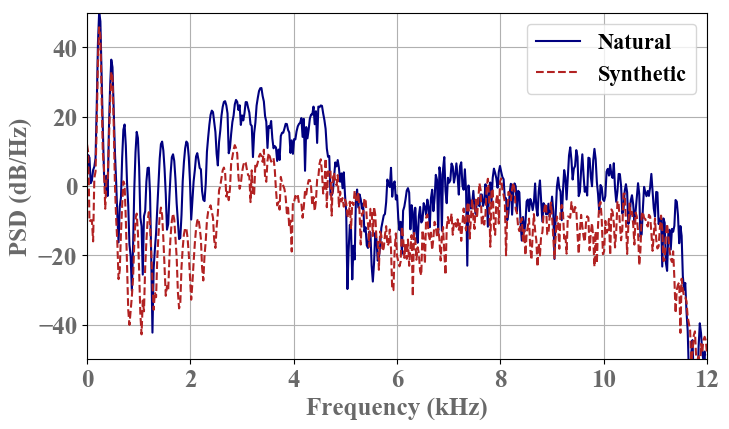 PSD (dB/Hz)
40
20
0
−20
−40
Natural
Synthetic
0 2 4 6 8 10 12
Frequency (kHz)